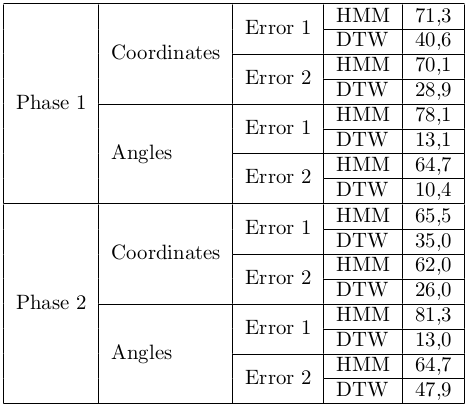 Phase 1 Coordinates Error 1 HMM 71,3
DTW 40,6
Error 2 HMM 70,1
DTW 28,9
Angles Error 1 HMM 78,1
DTW 13,1
Error 2 HMM 64,7
DTW 10,4
Phase 2 Coordinates Error 1 HMM 65,5
DTW 35,0
Error 2 HMM 62,0
DTW 26,0
Angles Error 1 HMM 81,3
DTW 13,0
Error 2 HMM 64,7
DTW 47,9